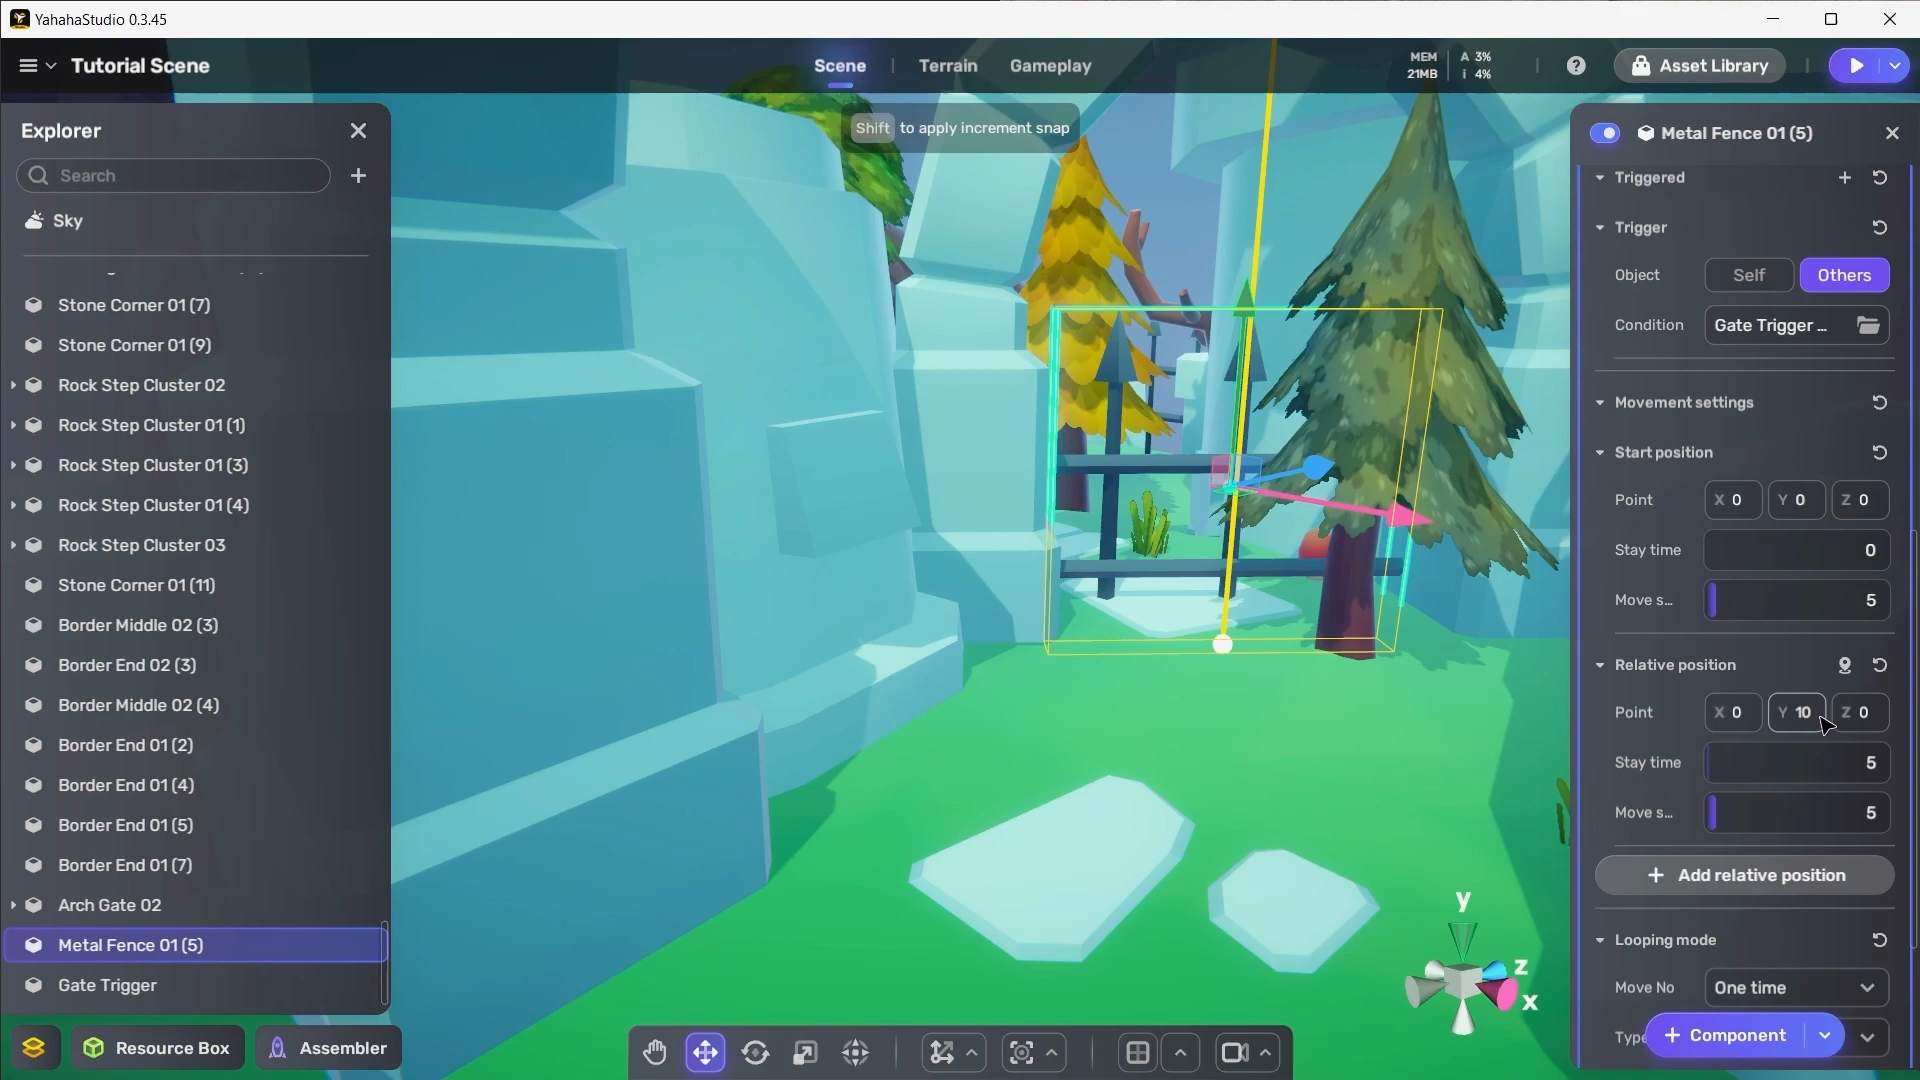 YahahaStudio 0.3.45
Tutorial Scene
Scene
Terrain
Gameplay
MEM
21MB
A 3%
i 4%
Asset Library
Explorer
Search
Sky
Stone Corner 01 (7)
Stone Corner 01 (9)
Rock Step Cluster 02
Rock Step Cluster 01 (1)
Rock Step Cluster 01 (3)
Rock Step Cluster 01 (4)
Rock Step Cluster 03
Stone Corner 01 (11)
Border Middle 02 (3)
Border End 02 (3)
Border Middle 02 (4)
Border End 01 (2)
Border End 01 (4)
Border End 01 (5)
Border End 01 (7)
Arch Gate 02
Metal Fence 01 (5)
Gate Trigger
Resource Box
Assembler
Shift to apply increment snap
y
z
x
Metal Fence 01 (5)
Triggered
Trigger
Object Self Others
Condition Gate Trigger ...
Movement settings
Start position
Point X 0 Y 0 Z 0
Stay time 0
Move s... 5
Relative position
Point X 0 Y 10 Z 0
Stay time 5
Move s... 5
+ Add relative position
Looping mode
Move No One time
Type
+ Component